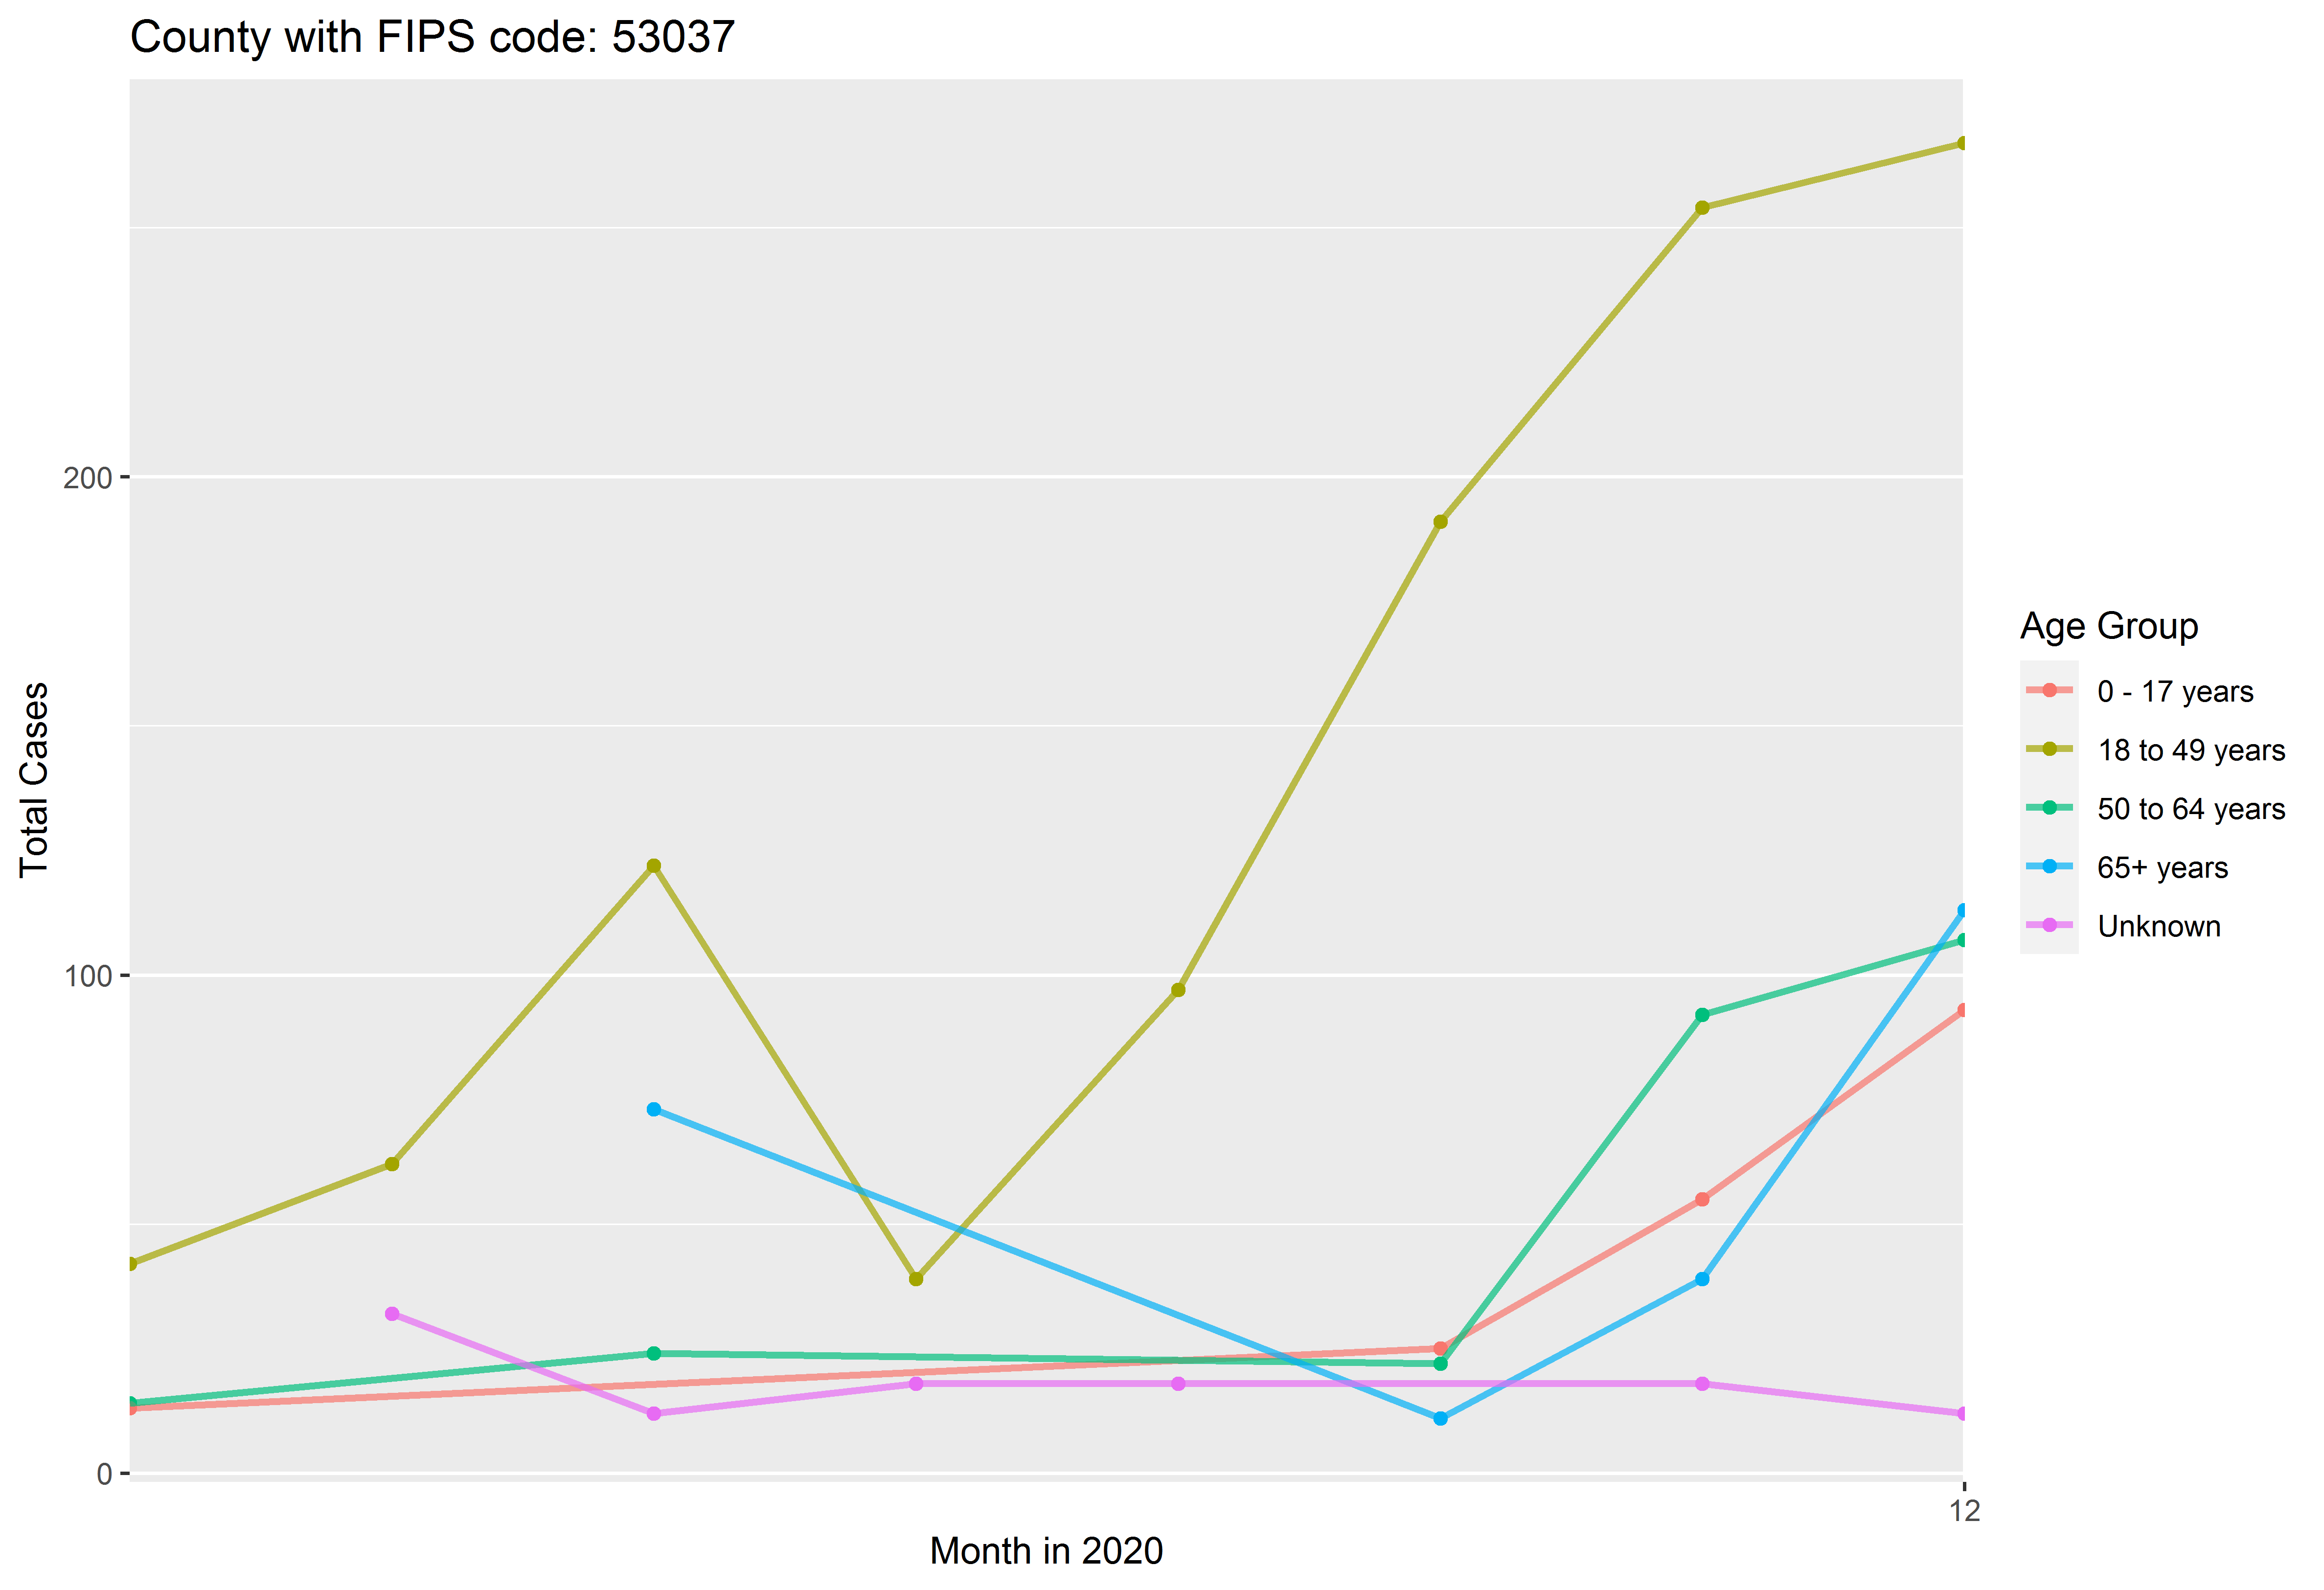 County with FIPS code: 53037
Total Cases
200
100
0
12
Month in 2020
Age Group
0 - 17 years
18 to 49 years
50 to 64 years
65+ years
Unknown